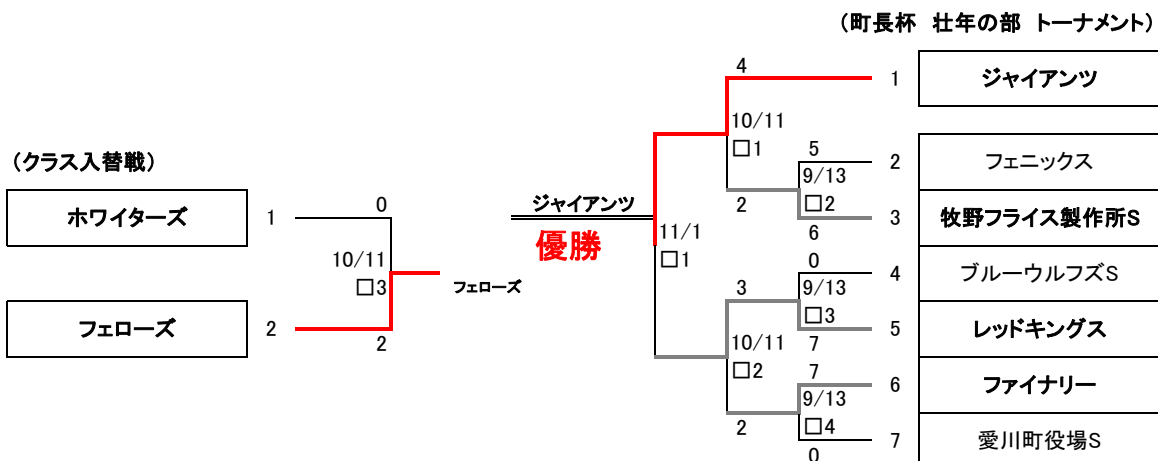 (町長杯 壮年の部 トーナメント)
4
1 ジャイアンツ
10/11
□1
5
2 フェニックス
9/13
□2
2
3 牧野フライス製作所S
6
(クラス入替戦)
ホワイターズ 1
0
10/11
□3
フェローズ
フェローズ 2
2
ジャイアンツ
優勝
11/1
□1
0
4 ブルーウルフズS
3
9/13
□3
5 レッドキングス
7
10/11
□2
7
6 ファイナリー
9/13
□4
2
7 愛川町役場S
0